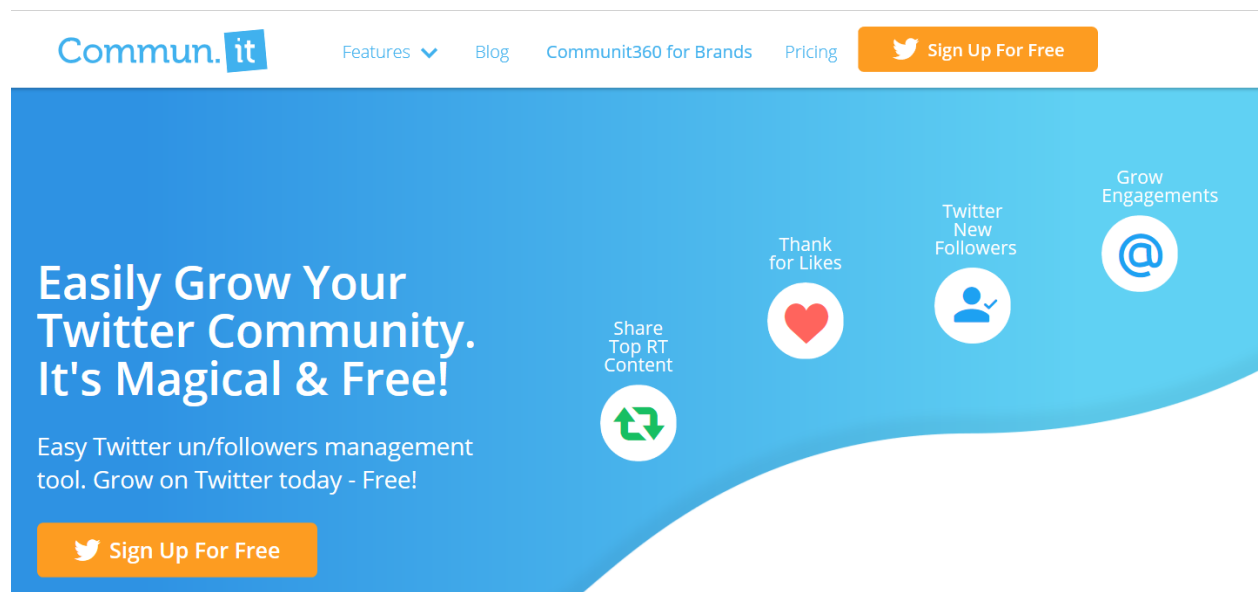 Commun.it
Features
Blog
Communit360 for Brands
Pricing
Sign Up For Free
Grow
Engagements
Twitter
New
Followers
Thank
for Likes
Share
Top RT
Content
Easily Grow Your
Twitter Community.
It's Magical & Free!
Easy Twitter un/followers management
tool. Grow on Twitter today - Free!
Sign Up For Free